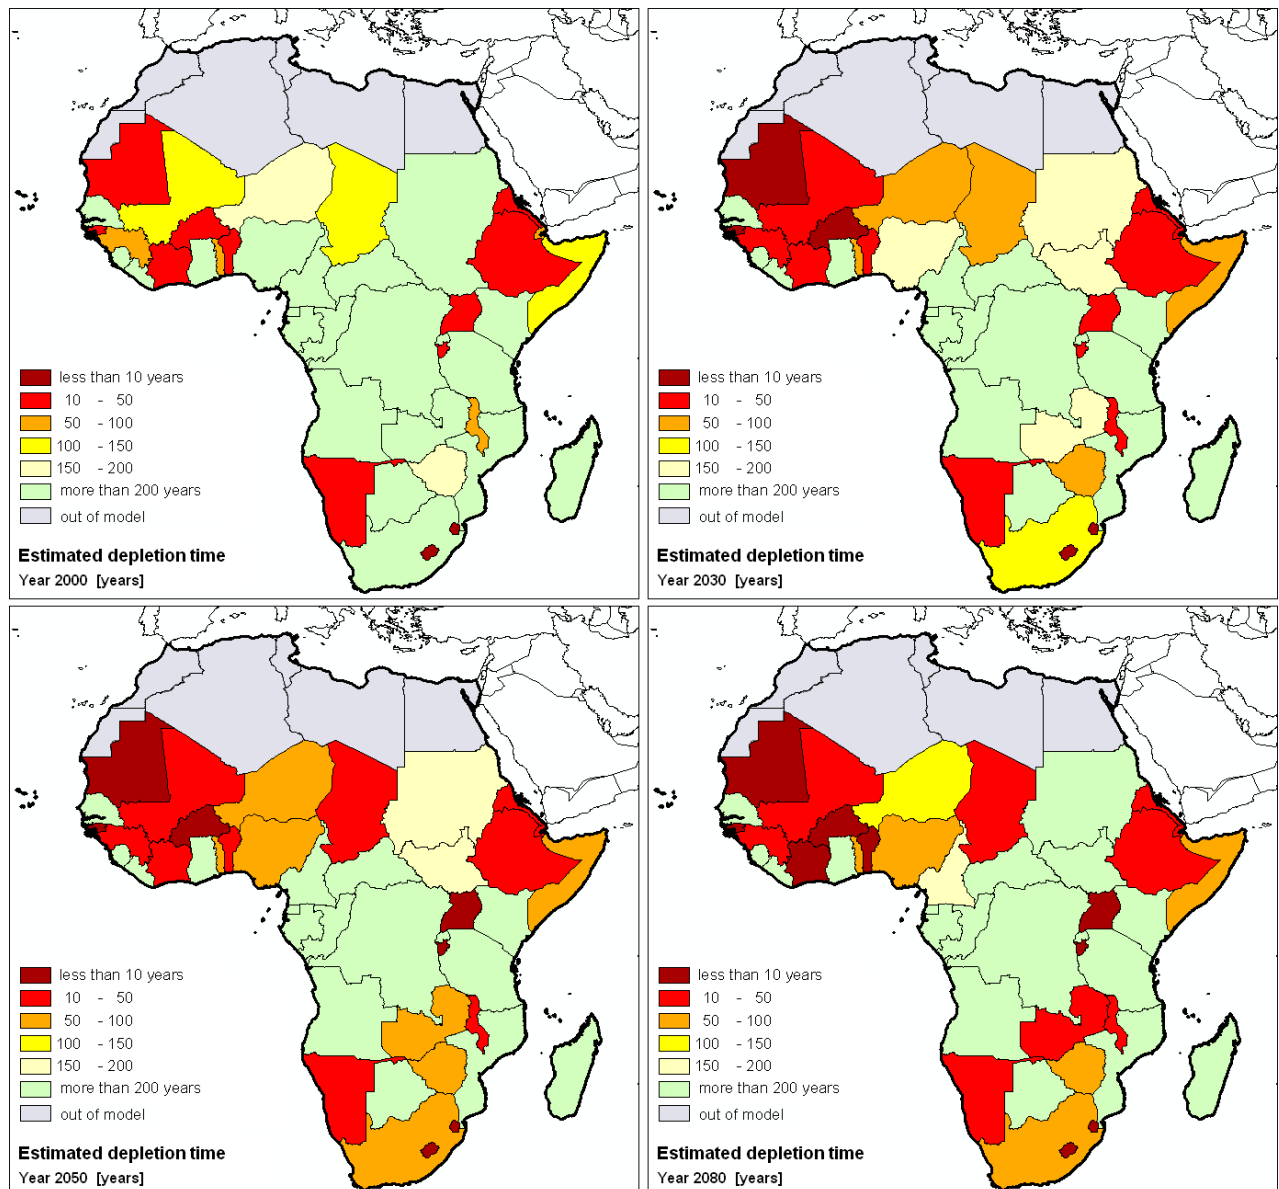 less than 10 years
10 - 50
50 - 100
100 - 150
150 - 200
more than 200 years
out of model
Estimated depletion time
Year 2000 [years]
less than 10 years
10 - 50
50 - 100
100 - 150
150 - 200
more than 200 years
out of model
Estimated depletion time
Year 2030 [years]
less than 10 years
10 - 50
50 - 100
100 - 150
150 - 200
more than 200 years
out of model
Estimated depletion time
Year 2050 [years]
less than 10 years
10 - 50
50 - 100
100 - 150
150 - 200
more than 200 years
out of model
Estimated depletion time
Year 2080 [years]